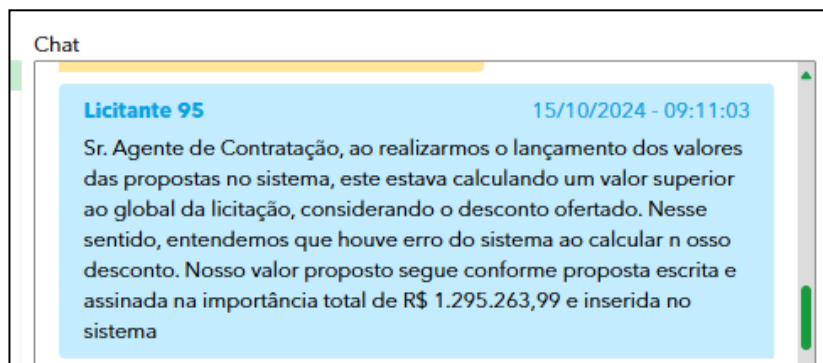 Chat
Licitante 95 15/10/2024 - 09:11:03
Sr. Agente de Contratação, ao realizarmos o lançamento dos valores
das propostas no sistema, este estava calculando um valor superior
ao global da licitação, considerando o desconto ofertado. Nesse
sentido, entendemos que houve erro do sistema ao calcular n osso
desconto. Nosso valor proposto segue conforme proposta escrita e
assinada na importância total de R$ 1.295.263,99 e inserida no
sistema